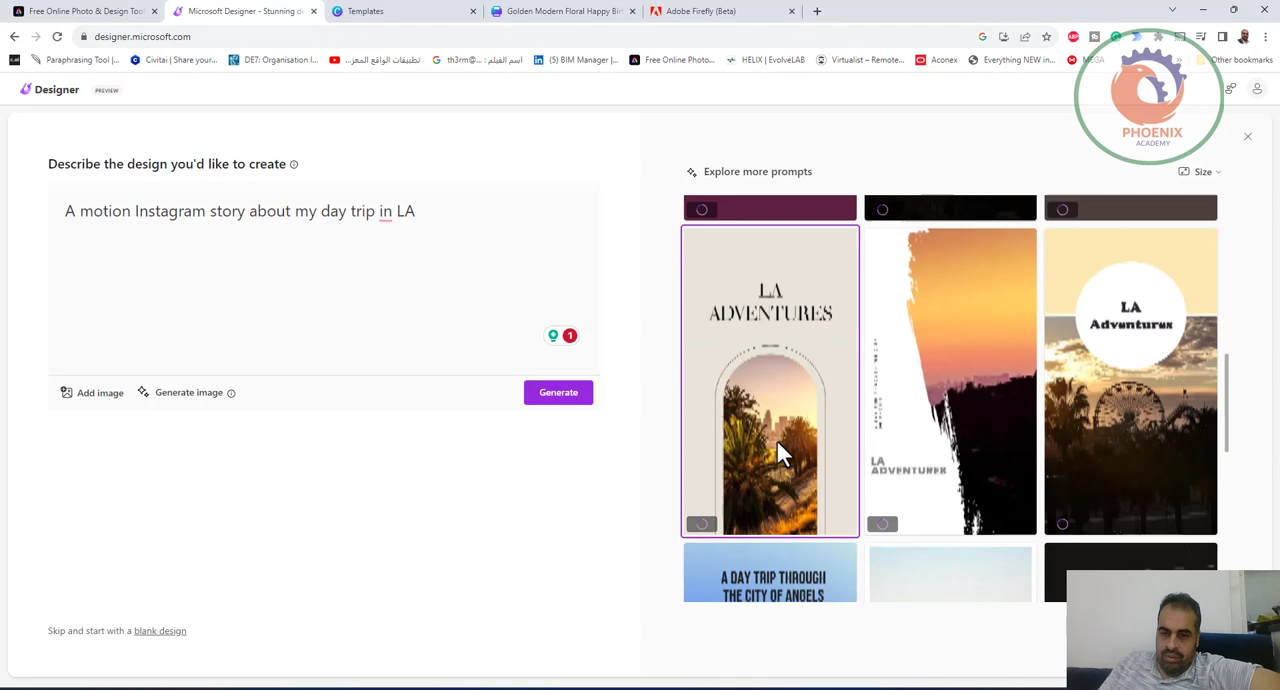 Free Online Photo & Design Tool
Microsoft Designer - Stunning de
Templates
Golden Modern Floral Happy Bir
Adobe Firefly (Beta)
designer.microsoft.com
Paraphrasing Tool |...
Civitai | Share your...
DE7: Organisation I...
تطبيقات الواقع المعز...
اسم الفيلم : th3rm@...
(5) BIM Manager |...
Free Online Photo...
HELIX | EvolveLAB
Virtualist – Remote...
Aconex
Everything NEW in...
MEGA
Other bookmarks
Designer
PREVIEW
PHOENIX
ACADEMY
Describe the design you'd like to create
A motion Instagram story about my day trip in LA
1
Add image
Generate image
Generate
Skip and start with a blank design
Explore more prompts
Size
LA
ADVENTURES
LA
ADVENTURES
LA
Adventures
A DAY TRIP THROUGH
THE CITY OF ANGELS